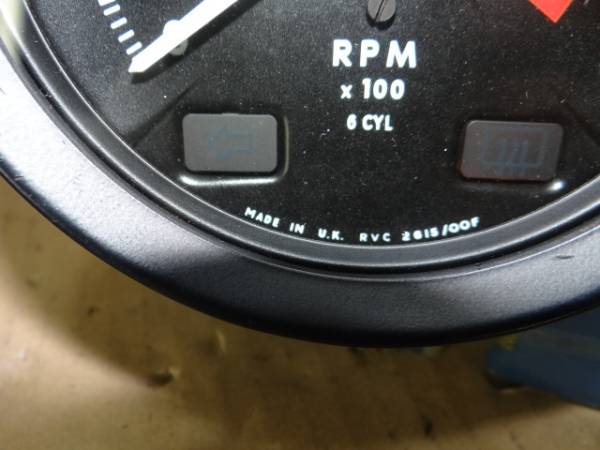 RPM
x 100
6 CYL
MADE IN U.K. RVC 2615/00F